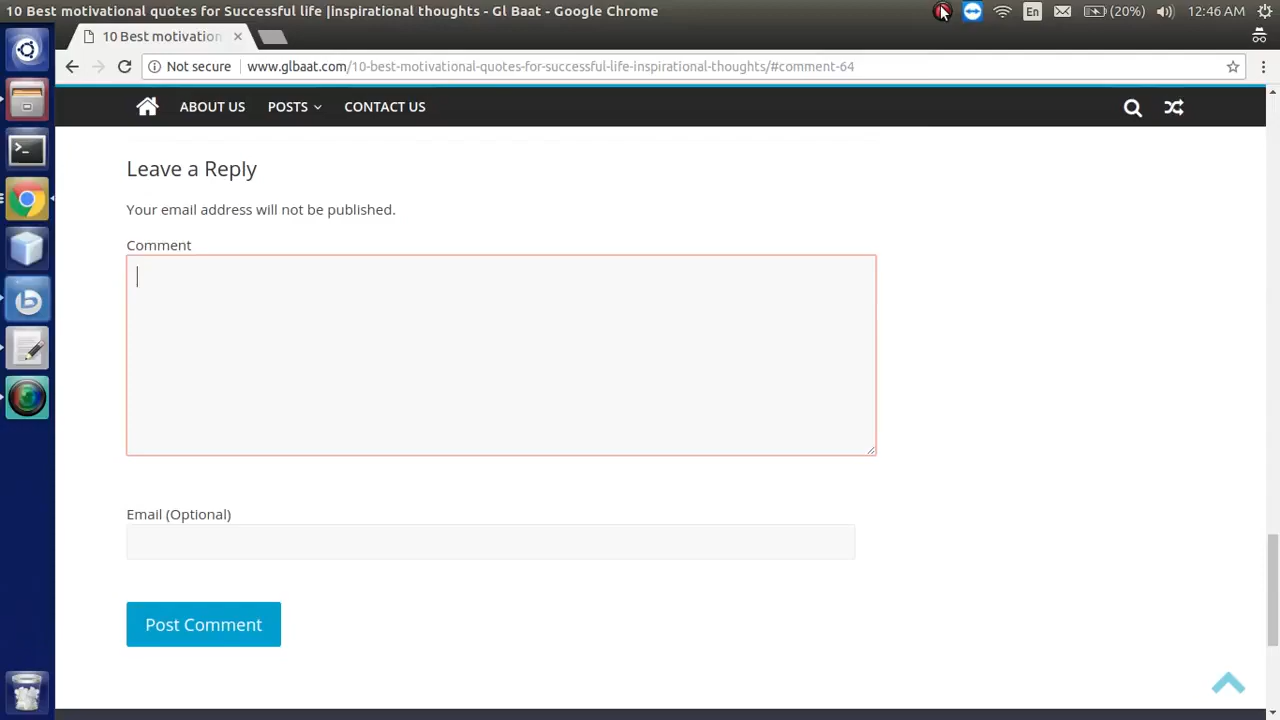 10 Best motivational quotes for Successful life |inspirational thoughts - Gl Baat - Google Chrome
En
(20%)
12:46 AM
10 Best motivation
Not secure
www.glbaat.com/10-best-motivational-quotes-for-successful-life-inspirational-thoughts/#comment-64
ABOUT US
POSTS
CONTACT US
Leave a Reply
Your email address will not be published.
Comment
Email (Optional)
Post Comment